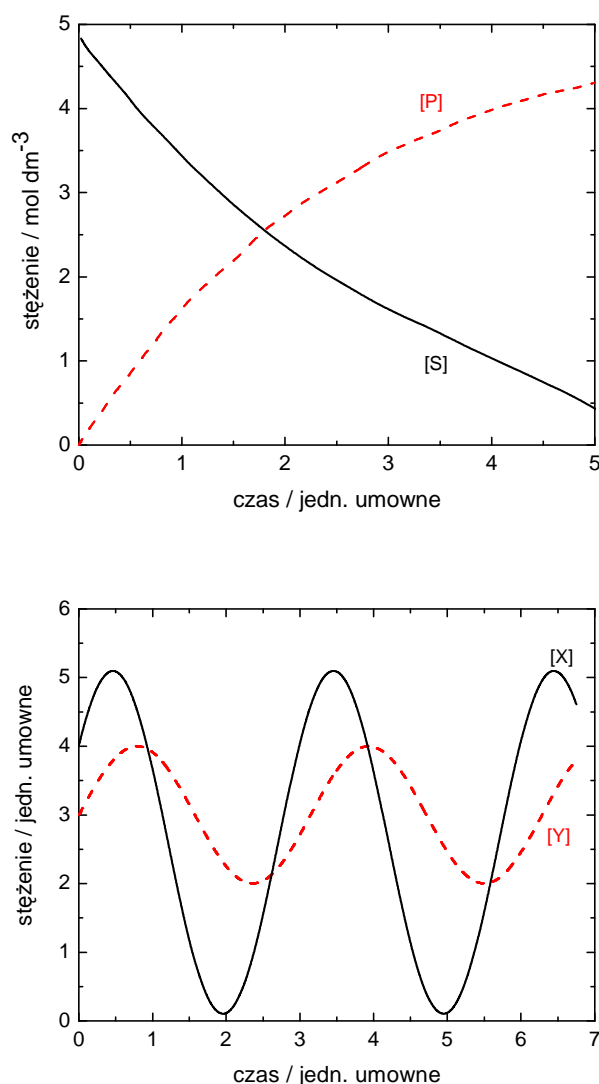 5
[P]
4
3
stężenie / mol dm-3
2
1
[S]
0
0 1 2 3 4 5
czas / jedn. umowne
6
[X]
5
4
3
stężenie / jedn. umowne
[Y]
2
1
0
0 1 2 3 4 5 6 7
czas / jedn. umowne